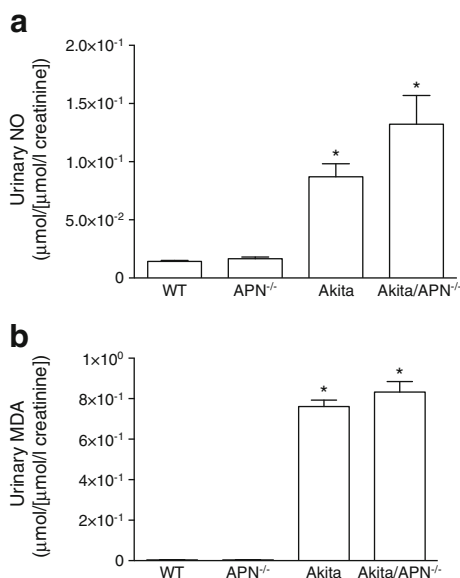 a
Urinary NO
(μmol/[μmol/l creatinine])
2.0×10⁻¹
1.5×10⁻¹
1.0×10⁻¹
5.0×10⁻²
0
*
*
WT APN⁻/⁻ Akita Akita/APN⁻/⁻
b
Urinary MDA
(μmol/[μmol/l creatinine])
1×10⁰
8×10⁻¹
6×10⁻¹
4×10⁻¹
2×10⁻¹
0
*
*
WT APN⁻/⁻ Akita Akita/APN⁻/⁻